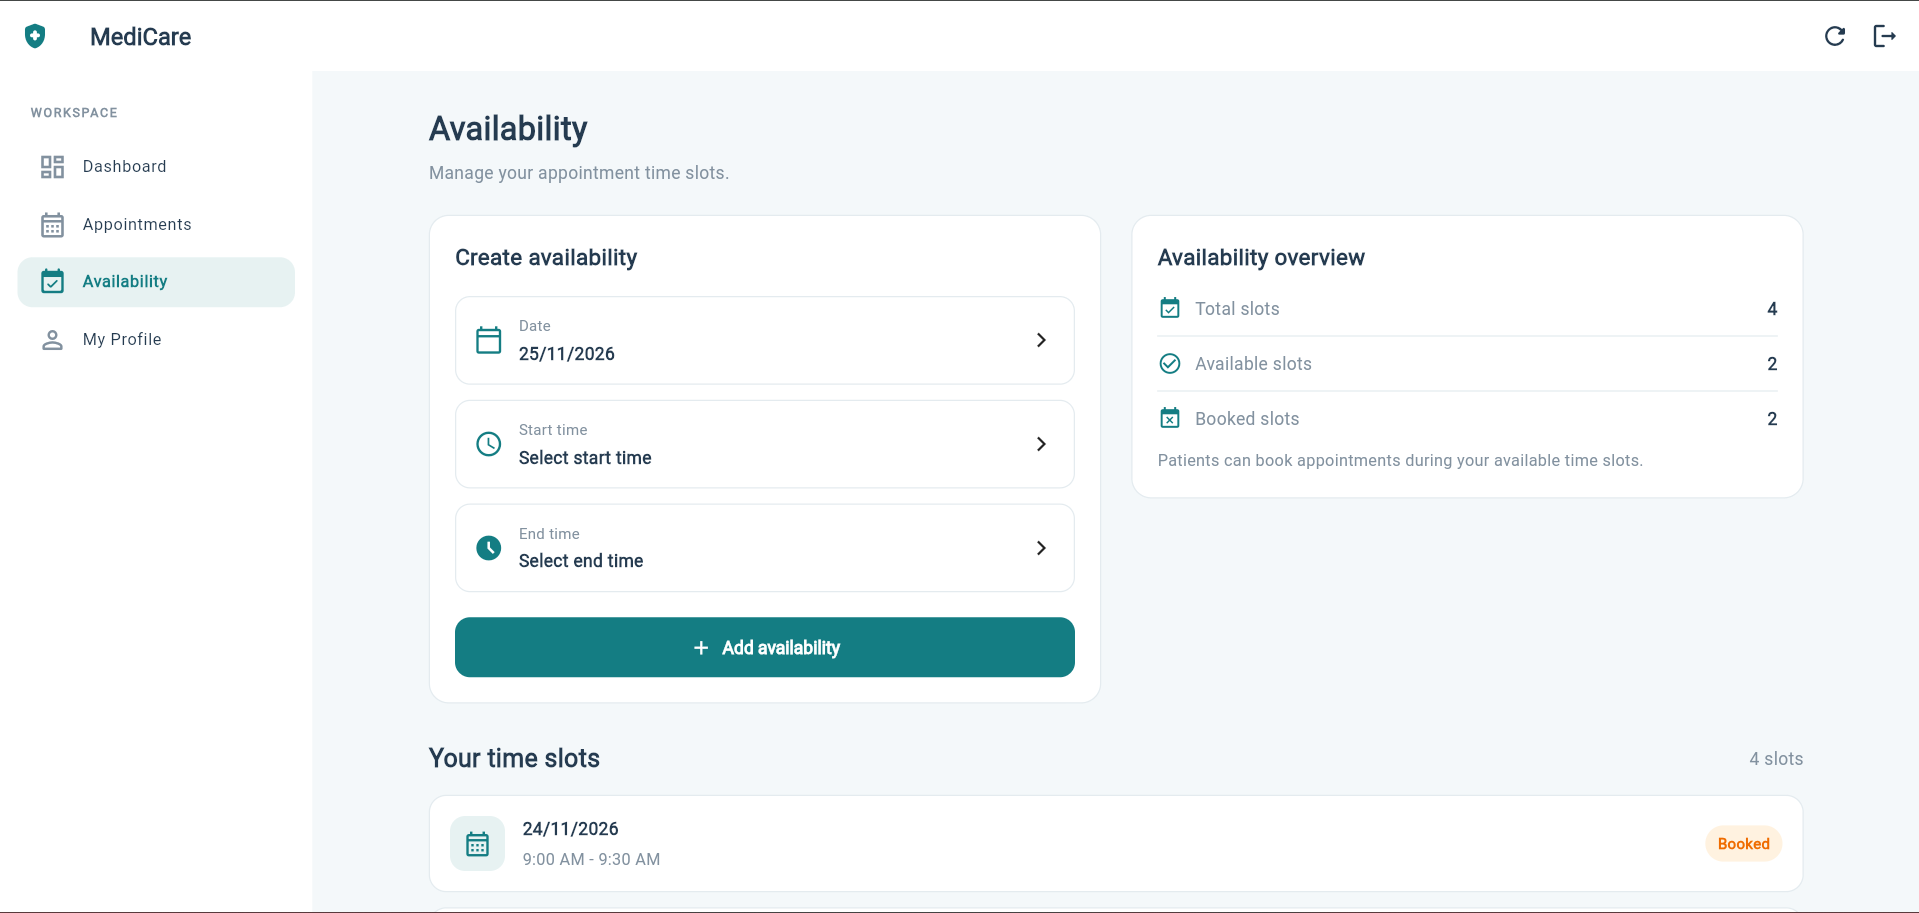 MediCare
WORKSPACE
Dashboard
Appointments
Availability
My Profile
Availability
Manage your appointment time slots.
Create availability
Date
25/11/2026
Start time
Select start time
End time
Select end time
Add availability
Availability overview
Total slots 4
Available slots 2
Booked slots 2
Patients can book appointments during your available time slots.
Your time slots 4 slots
24/11/2026
9:00 AM - 9:30 AM
Booked